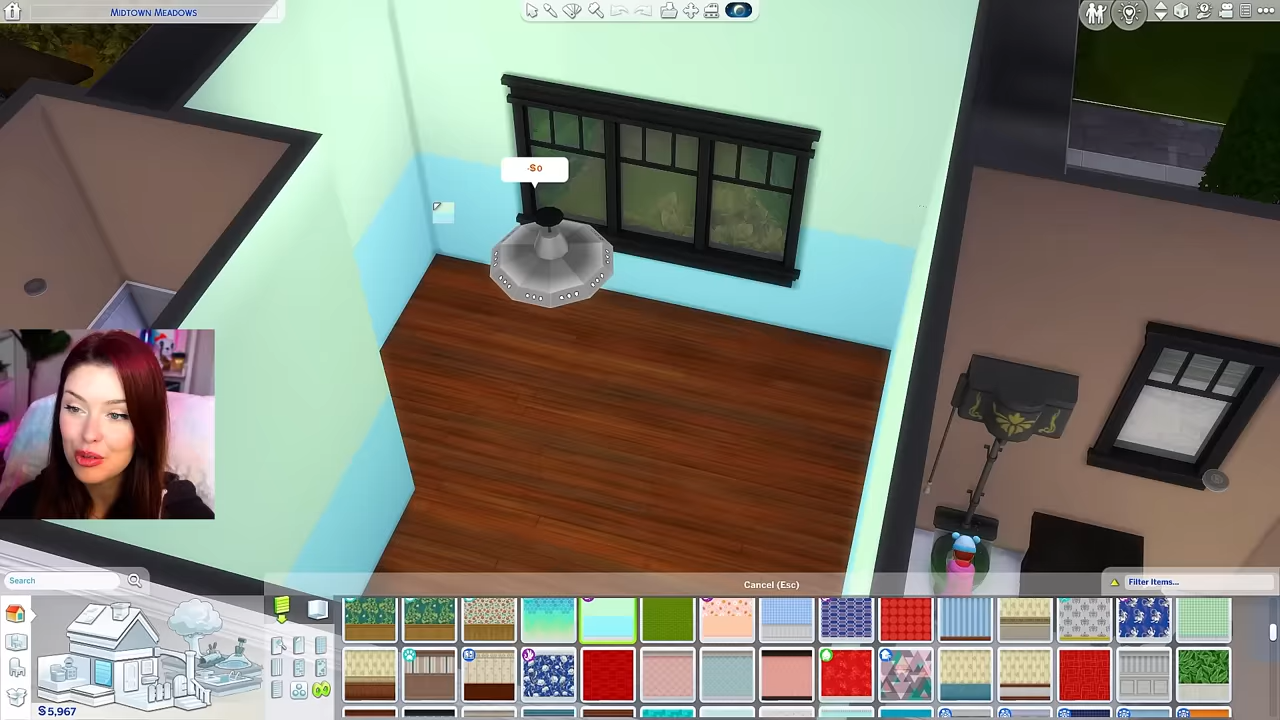 MIDTOWN MEADOWS
-$0
Cancel (Esc)
Search
Filter Items...
$5,967